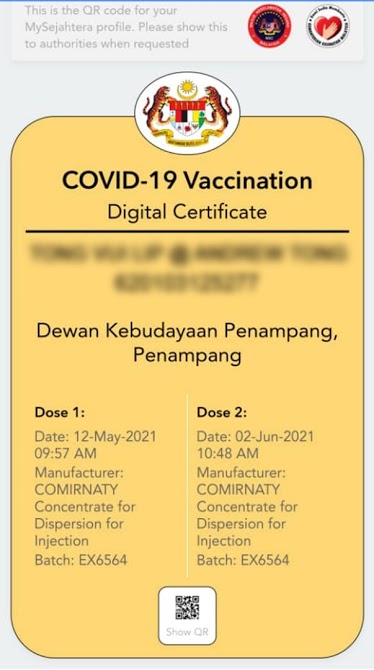 This is the QR code for your
MySejahtera profile. Please show this
to authorities when requested
COVID-19 Vaccination
Digital Certificate
Dewan Kebudayaan Penampang,
Penampang
Dose 1:
Date: 12-May-2021
09:57 AM
Manufacturer:
COMIRNATY
Concentrate for
Dispersion for
Injection
Batch: EX6564
Dose 2:
Date: 02-Jun-2021
10:48 AM
Manufacturer:
COMIRNATY
Concentrate for
Dispersion for
Injection
Batch: EX6564
Show QR